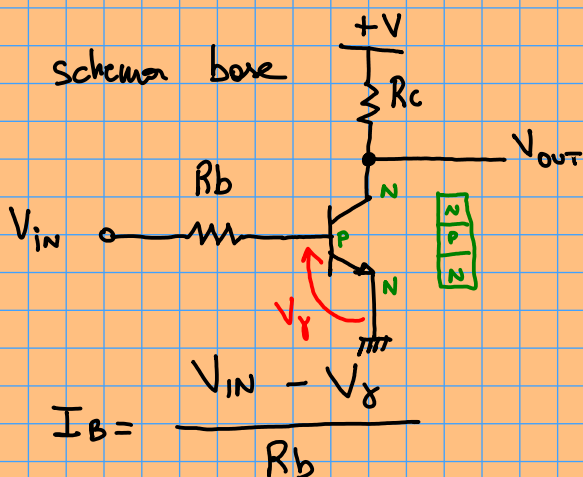 +V
schema base
Rc
VOUT
Rb
N
N
VIN
P
P
N
N
Vγ
IB = VIN - Vγ
Rb